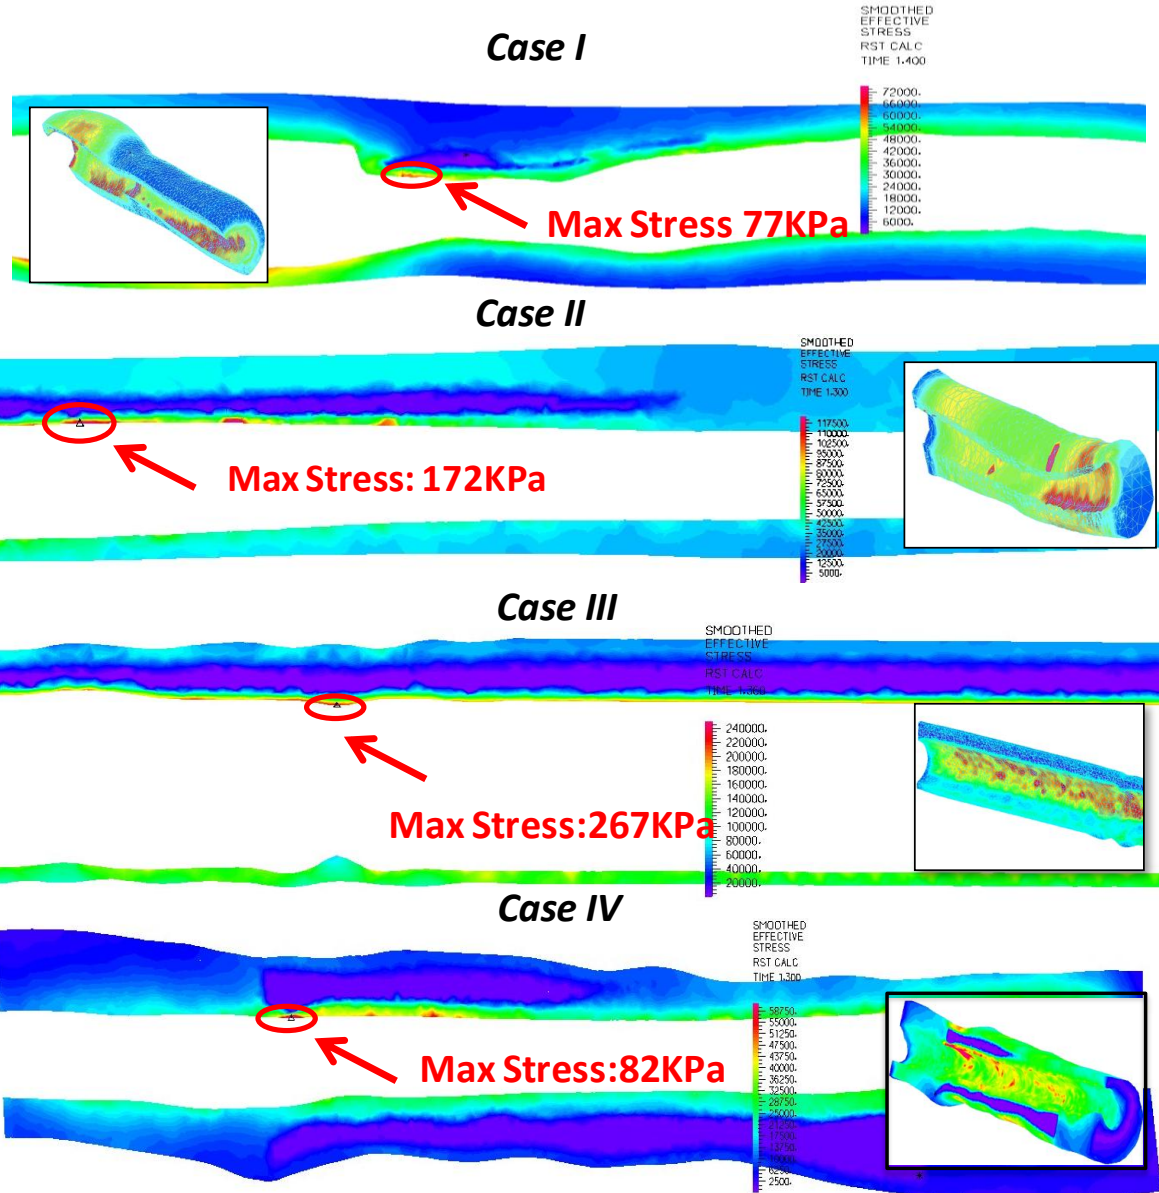 Case I
SMOOTHED
EFFECTIVE
STRESS
RST CALC
TIME 1.400
72000.
66000.
60000.
54000.
48000.
42000.
36000.
30000.
24000.
18000.
12000.
6000.
Max Stress 77KPa
Case II
SMOOTHED
EFFECTIVE
STRESS
RST CALC
TIME 1.300
117500.
110000.
102500.
95000.
87500.
80000.
72500.
65000.
57500.
50000.
42500.
35000.
27500.
20000.
12500.
5000.
Max Stress: 172KPa
Case III
SMOOTHED
EFFECTIVE
STRESS
RST CALC
TIME 1.360
240000.
220000.
200000.
180000.
160000.
140000.
120000.
100000.
80000.
60000.
40000.
20000.
Max Stress:267KPa
Case IV
SMOOTHED
EFFECTIVE
STRESS
RST CALC
TIME 1.300
58750.
55000.
51250.
47500.
43750.
40000.
36250.
32500.
28750.
25000.
21250.
17500.
13750.
10000.
6250.
2500.
Max Stress:82KPa